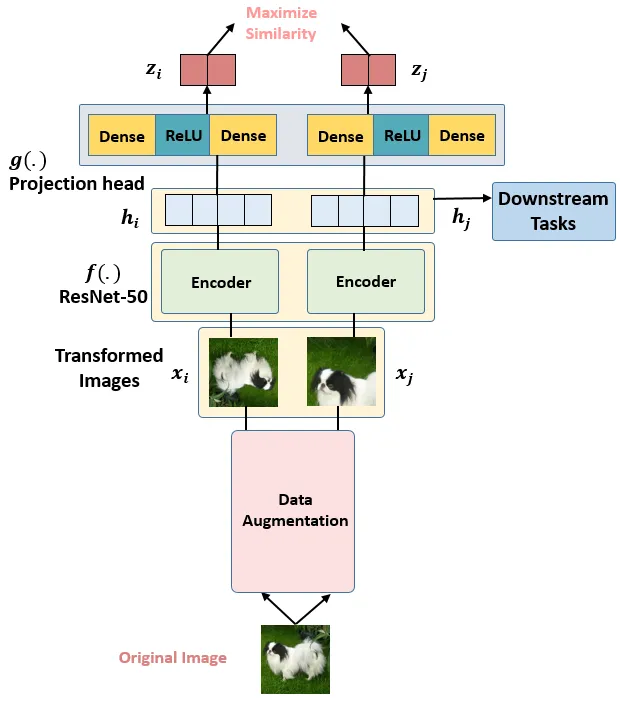 Maximize
Similarity
z_i
z_j
Dense ReLU Dense
Dense ReLU Dense
g(.)
Projection head
h_i
h_j
Downstream
Tasks
f(.)
ResNet-50
Encoder
Encoder
Transformed
Images
x_i
x_j
Data
Augmentation
Original Image